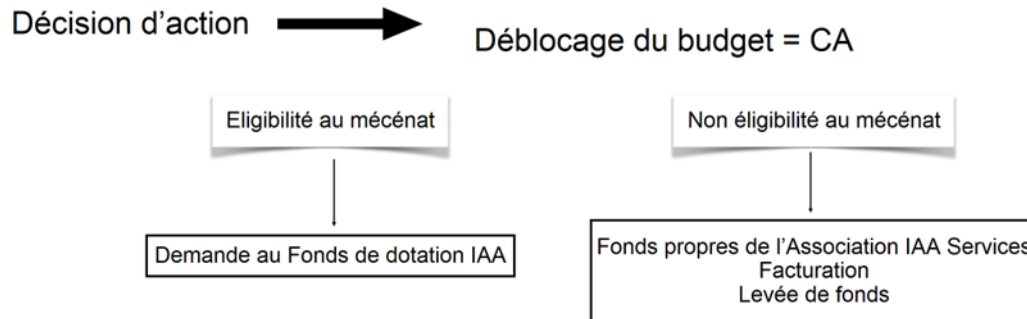 Décision d'action
Déblocage du budget = CA
Eligibilité au mécénat
Non éligibilité au mécénat
Demande au Fonds de dotation IAA
Fonds propres de l'Association IAA Services
Facturation
Levée de fonds